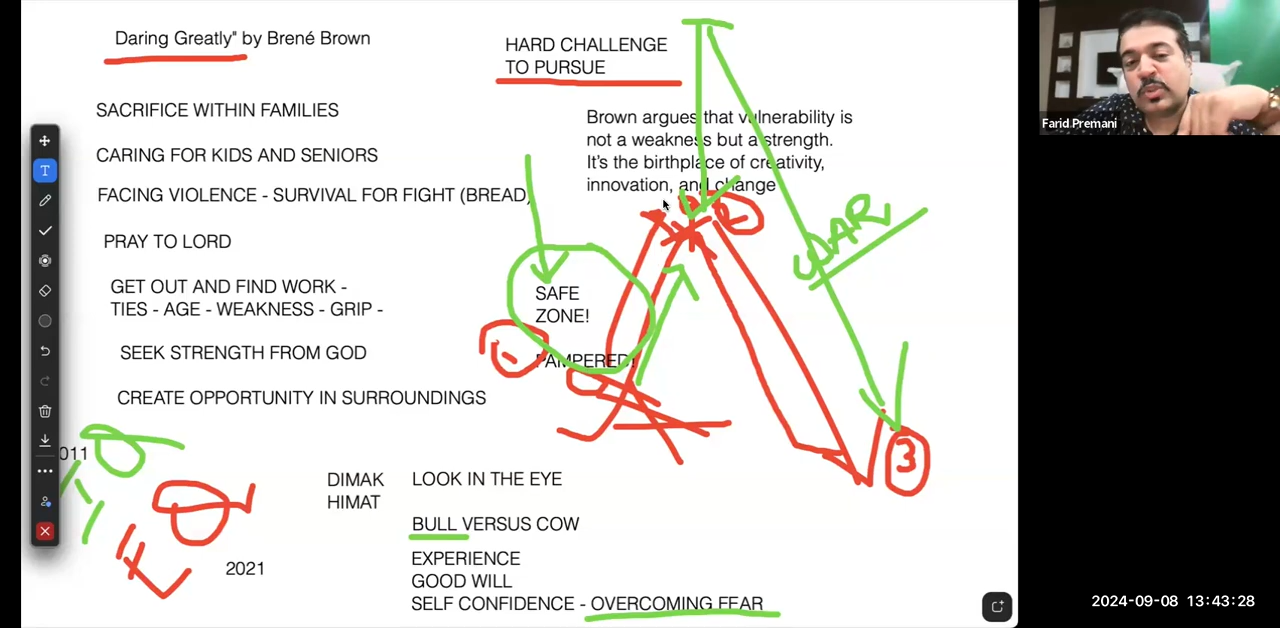 Daring Greatly" by Brené Brown
SACRIFICE WITHIN FAMILIES
CARING FOR KIDS AND SENIORS
FACING VIOLENCE - SURVIVAL FOR FIGHT (BREAD)
PRAY TO LORD
GET OUT AND FIND WORK -
TIES - AGE - WEAKNESS - GRIP -
SEEK STRENGTH FROM GOD
CREATE OPPORTUNITY IN SURROUNDINGS
HARD CHALLENGE
TO PURSUE
Brown argues that vulnerability is
not a weakness but a strength.
It's the birthplace of creativity,
innovation, and change
WAR
SAFE
ZONE!
PAMPERED!
3
011
2021
DIMAK
HIMAT
LOOK IN THE EYE
BULL VERSUS COW
EXPERIENCE
GOOD WILL
SELF CONFIDENCE - OVERCOMING FEAR
T
Farid Premani
2024-09-08 13:43:28